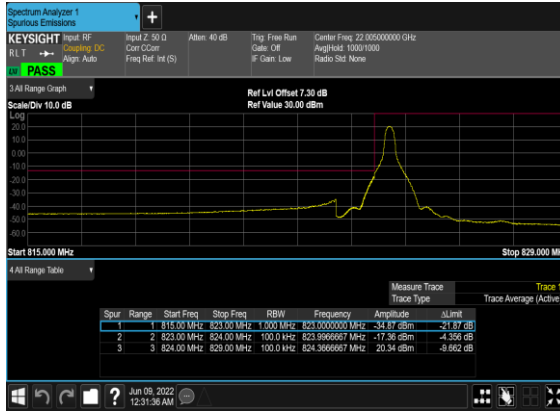 Spectrum Analyzer 1
Spurious Emissions
+
KEYSIGHT Input: RF Input Z: 50 Ω Atten: 40 dB Trig: Free Run Center Freq: 22.005000000 GHz
RLT Coupling: DC Corr CCorr Gate: Off Avg|Hold: 1000/1000
Align: Auto Freq Ref: Int (S) IF Gain: Low Radio Std: None
PASS
3 All Range Graph
Ref Lvl Offset 7.30 dB
Scale/Div 10.0 dB Ref Value 30.00 dBm
Log
20.0
10.0
0.00
-10.0
-20.0
-30.0
-40.0
-50.0
-60.0
Start 815.000 MHz Stop 829.000 MH
4 All Range Table
Measure Trace Trace 1
Trace Type Trace Average (Active
Spur Range Start Freq Stop Freq RBW Frequency Amplitude ΔLimit
1 1 815.00 MHz 823.00 MHz 1.000 MHz 823.0000000 MHz -34.87 dBm -21.87 dB
2 2 823.00 MHz 824.00 MHz 100.0 kHz 823.9966667 MHz -17.36 dBm -4.356 dB
3 3 824.00 MHz 829.00 MHz 100.0 kHz 824.3666667 MHz 20.34 dBm -9.662 dB
? Jun 09, 2022
12:31:36 AM